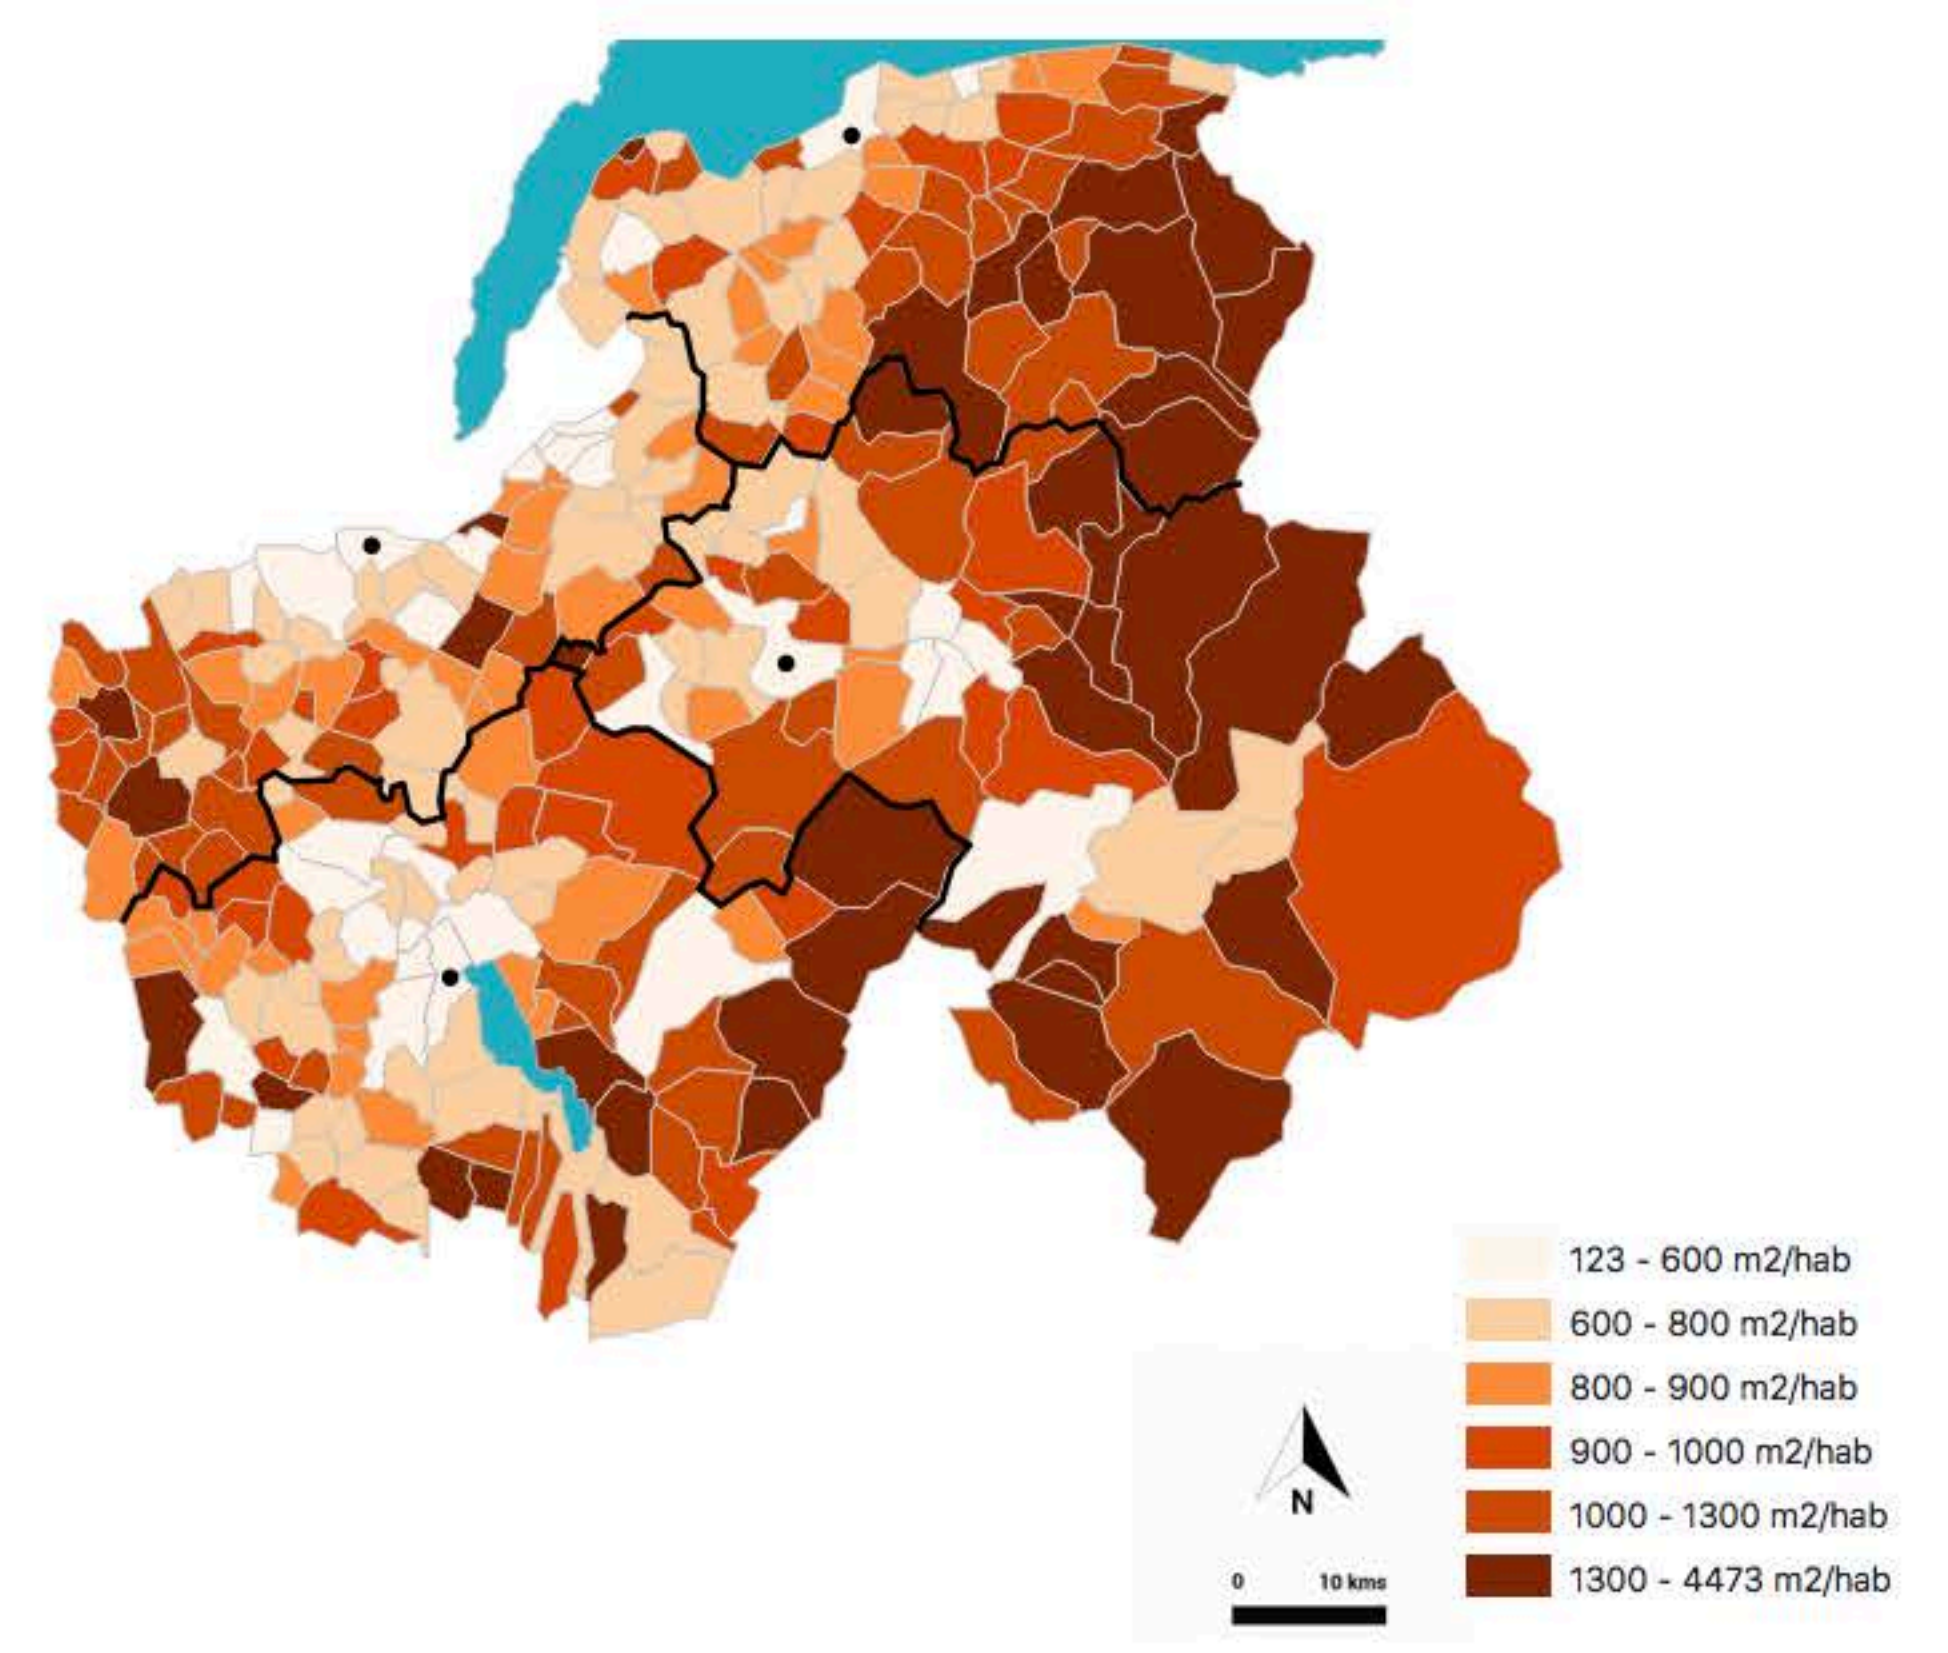 123 - 600 m2/hab
600 - 800 m2/hab
800 - 900 m2/hab
900 - 1000 m2/hab
1000 - 1300 m2/hab
1300 - 4473 m2/hab
N
0 10 kms